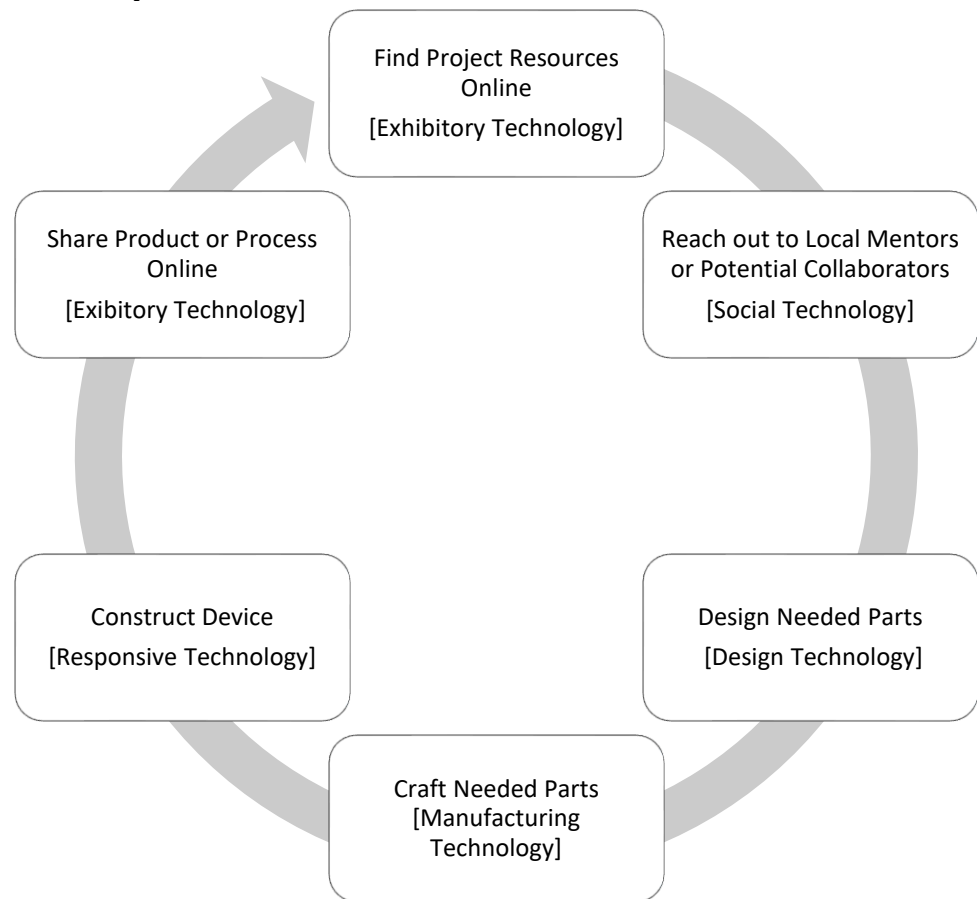 Find Project Resources
Online
[Exhibitory Technology]
Reach out to Local Mentors
or Potential Collaborators
[Social Technology]
Design Needed Parts
[Design Technology]
Craft Needed Parts
[Manufacturing
Technology]
Construct Device
[Responsive Technology]
Share Product or Process
Online
[Exibitory Technology]